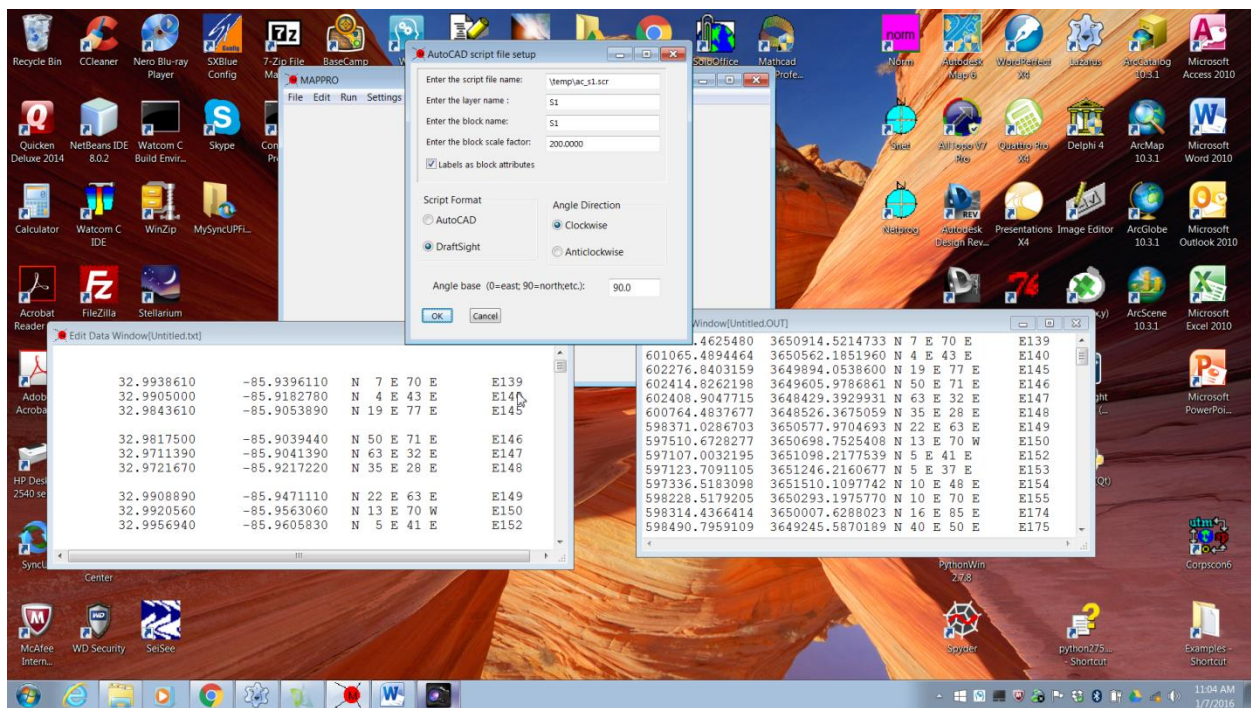 Recycle Bin
CCleaner
Nero Blu-ray
Player
SXBlue
Config
7-Zip File
BaseCamp
SoloOffice
Mathcad
Norm
Autodesk
Map 6
WordPerfect
X4
Lazarus
ArcCatalog
10.3.1
Microsoft
Access 2010
Quicken
Deluxe 2014
NetBeans IDE
8.0.2
Watcom C
Build Envir...
Skype
AllTopo V7
Pro
Quattro Pro
X4
Delphi 4
ArcMap
10.3.1
Microsoft
Word 2010
Calculator
Watcom C
IDE
WinZip
MySyncUPFi...
Netprog
Autodesk
Design Rev...
Presentations
X4
Image Editor
ArcGlobe
10.3.1
Microsoft
Outlook 2010
Acrobat
Reader
FileZilla
Stellarium
ArcScene
10.3.1
Microsoft
Excel 2010
MAPPRO
File Edit Run Settings
AutoCAD script file setup
Enter the script file name: \temp\ac_s1.scr
Enter the layer name : S1
Enter the block name: S1
Enter the block scale factor: 200.0000
Labels as block attributes
Script Format
AutoCAD
DraftSight
Angle Direction
Clockwise
Anticlockwise
Angle base (0=east; 90=north;etc.): 90.0
OK Cancel
Edit Data Window[Untitled.txt]
32.9938610 -85.9396110 N 7 E 70 E E139
32.9905000 -85.9182780 N 4 E 43 E E140
32.9843610 -85.9053890 N 19 E 77 E E145
32.9817500 -85.9039440 N 50 E 71 E E146
32.9711390 -85.9041390 N 63 E 32 E E147
32.9721670 -85.9217220 N 35 E 28 E E148
32.9908890 -85.9471110 N 22 E 63 E E149
32.9920560 -85.9563060 N 13 E 70 W E150
32.9956940 -85.9605830 N 5 E 41 E E152
Window[Untitled.OUT]
.4625480 3650914.5214733 N 7 E 70 E E139
601065.4894464 3650562.1851960 N 4 E 43 E E140
602276.8403159 3649894.0538600 N 19 E 77 E E145
602414.8262198 3649605.9786861 N 50 E 71 E E146
602408.9047715 3648429.3929931 N 63 E 32 E E147
600764.4837677 3648526.3675059 N 35 E 28 E E148
598371.0286703 3650577.9704693 N 22 E 63 E E149
597510.6728277 3650698.7525408 N 13 E 70 W E150
597107.0032195 3651098.2177539 N 5 E 41 E E152
597123.7091105 3651246.2160677 N 5 E 37 E E153
597336.5183098 3651510.1097742 N 10 E 48 E E154
598228.5179205 3650293.1975770 N 10 E 70 E E155
598314.4366414 3650007.6288023 N 16 E 85 E E174
598490.7959109 3649245.5870189 N 40 E 50 E E175
Microsoft
PowerPoi...
HP Des
2540 se
Center
PythonWin
2.7.8
Corpscon6
McAfee
Intern...
WD Security
SeiSee
Spyder
python275...
- Shortcut
Examples -
Shortcut
11:04 AM
1/7/2016